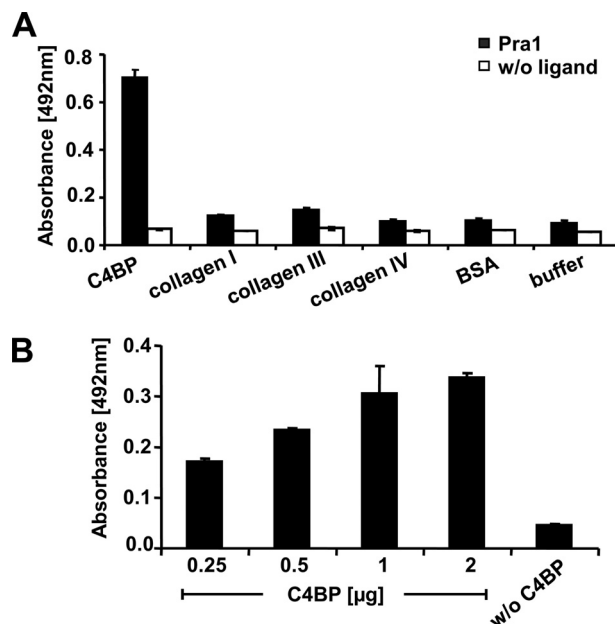 A
Absorbance [492nm]
0.8
0.6
0.4
0.2
0.0
Pra1
w/o ligand
C4BP
collagen I
collagen III
collagen IV
BSA
buffer
B
Absorbance [492nm]
0.4
0.3
0.2
0.1
0.0
0.25 0.5 1 2
w/o C4BP
C4BP [µg]